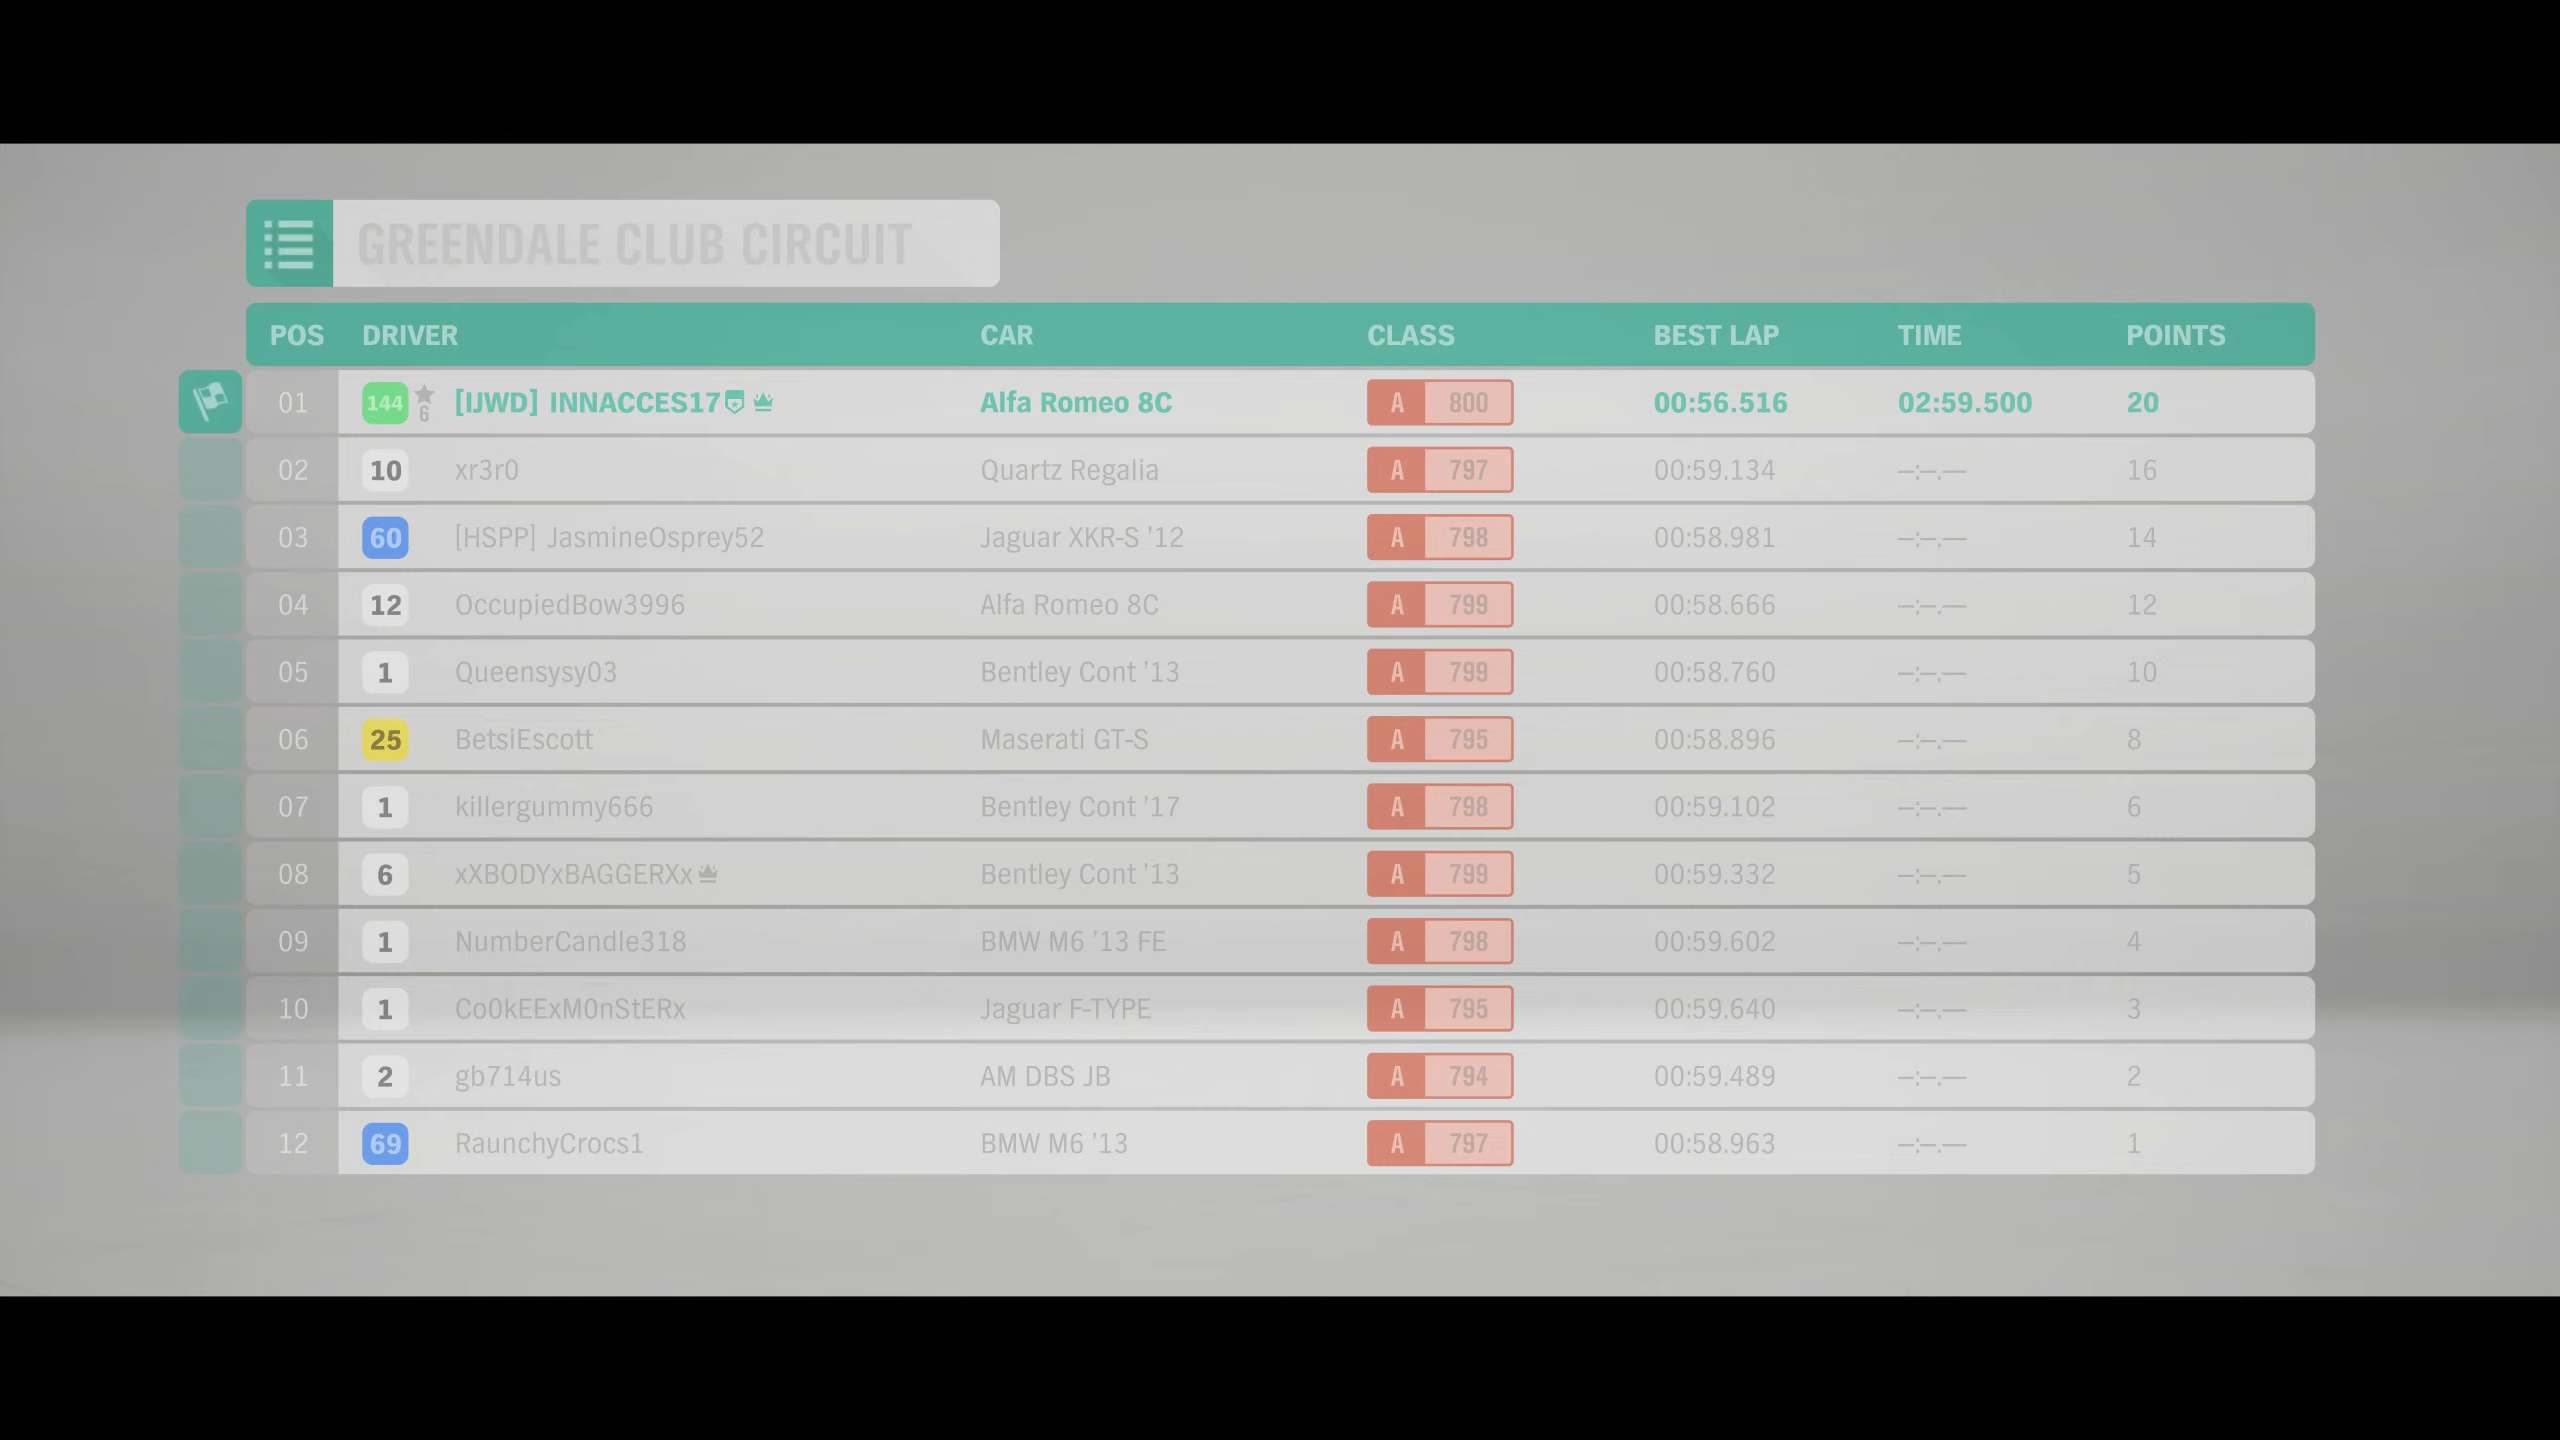 GREENDALE CLUB CIRCUIT
POS DRIVER CAR CLASS BEST LAP TIME POINTS
01 144 6 [IJWD] INNACCES17 Alfa Romeo 8C A 800 00:56.516 02:59.500 20
02 10 xr3r0 Quartz Regalia A 797 00:59.134 –:–.— 16
03 60 [HSPP] JasmineOsprey52 Jaguar XKR-S '12 A 798 00:58.981 –:–.— 14
04 12 OccupiedBow3996 Alfa Romeo 8C A 799 00:58.666 –:–.— 12
05 1 Queensysy03 Bentley Cont '13 A 799 00:58.760 –:–.— 10
06 25 BetsiEscott Maserati GT-S A 795 00:58.896 –:–.— 8
07 1 killergummy666 Bentley Cont '17 A 798 00:59.102 –:–.— 6
08 6 xXBODYxBAGGERXx Bentley Cont '13 A 799 00:59.332 –:–.— 5
09 1 NumberCandle318 BMW M6 '13 FE A 798 00:59.602 –:–.— 4
10 1 Co0kEExM0nStERx Jaguar F-TYPE A 795 00:59.640 –:–.— 3
11 2 gb714us AM DBS JB A 794 00:59.489 –:–.— 2
12 69 RaunchyCrocs1 BMW M6 '13 A 797 00:58.963 –:–.— 1